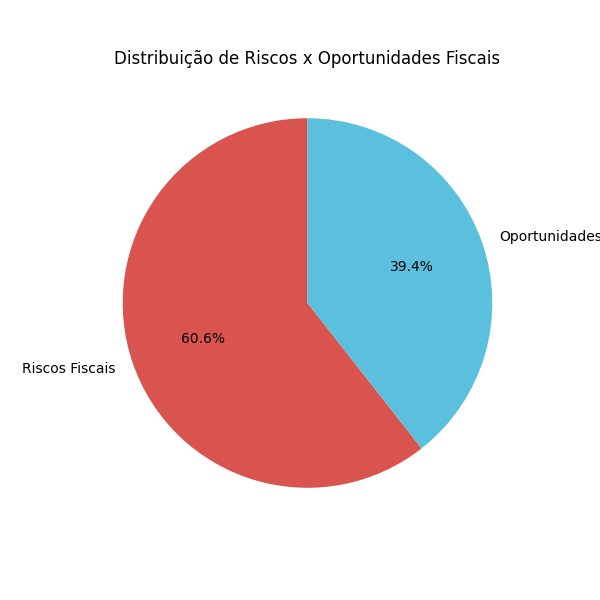 Distribuição de Riscos x Oportunidades Fiscais
Oportunidades
39.4%
60.6%
Riscos Fiscais